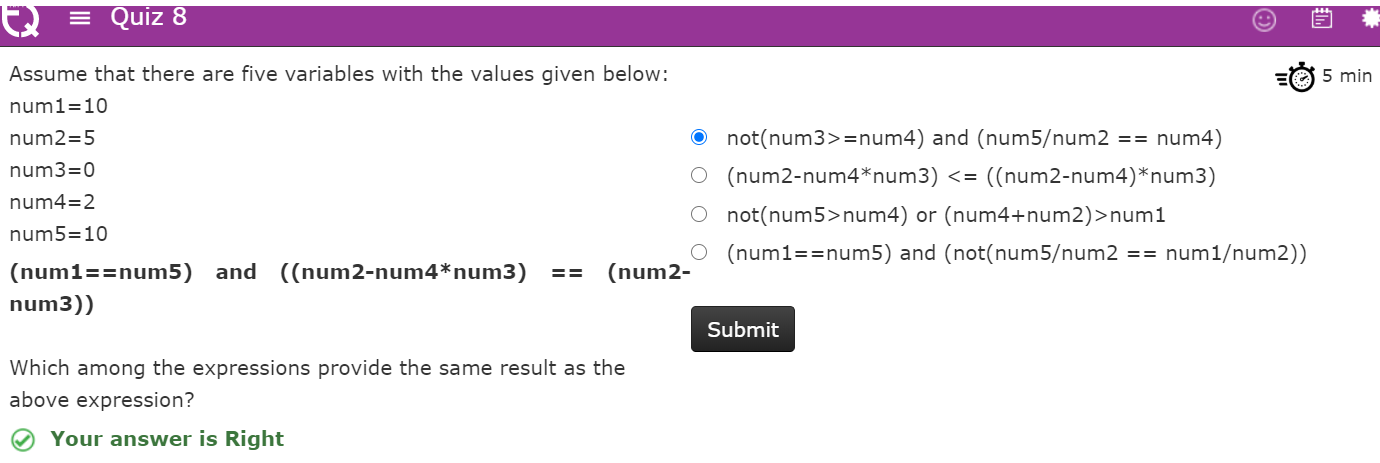 Quiz 8
Assume that there are five variables with the values given below:
5 min
num1=10
num2=5
num3=0
num4=2
num5=10
(num1==num5) and ((num2-num4*num3) == (num2-
num3))
Which among the expressions provide the same result as the
above expression?
Your answer is Right
not(num3>=num4) and (num5/num2 == num4)
(num2-num4*num3) <= ((num2-num4)*num3)
not(num5>num4) or (num4+num2)>num1
(num1==num5) and (not(num5/num2 == num1/num2))
Submit